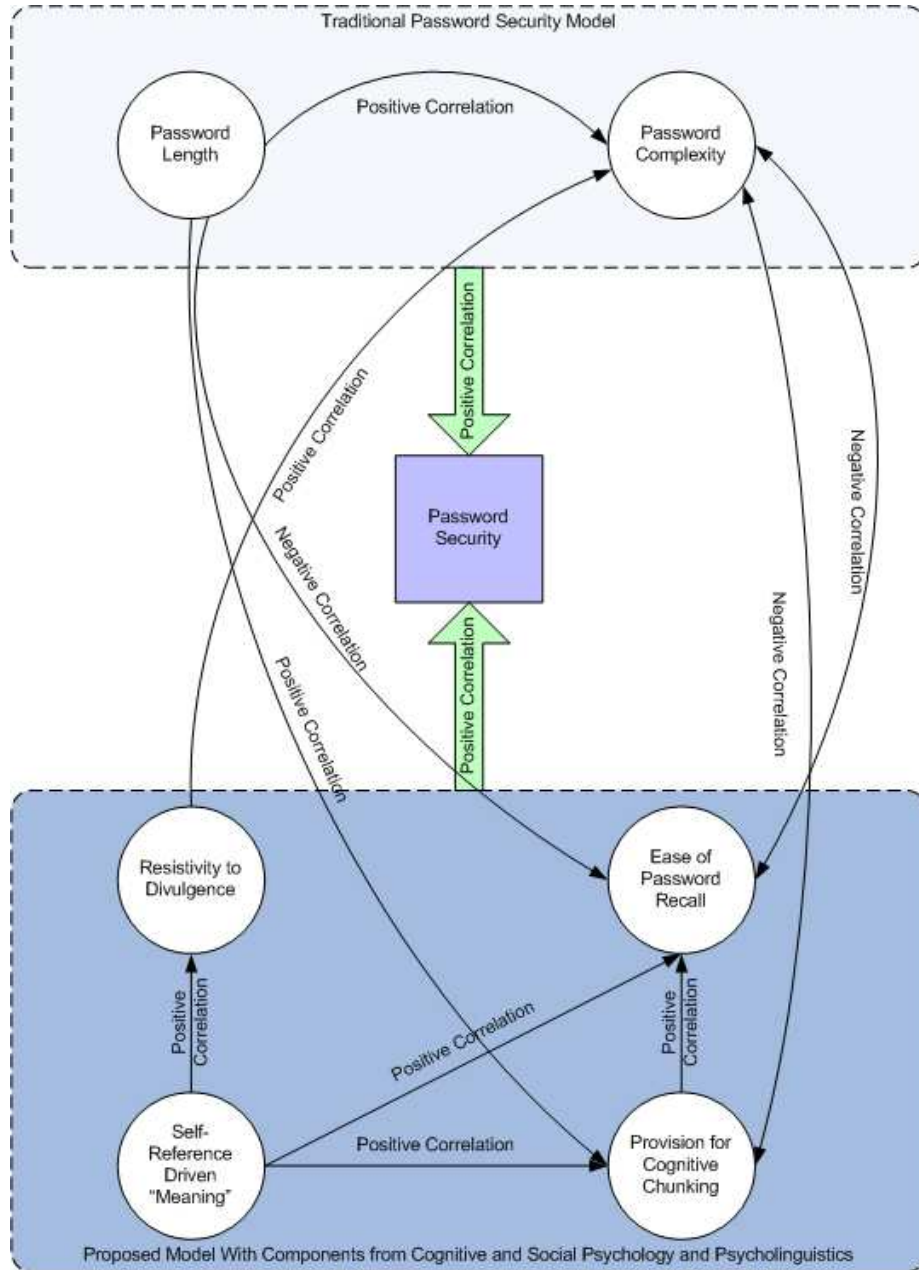 Traditional Password Security Model
Password
Length
Positive Correlation
Password
Complexity
Positive Correlation
Positive Correlation
Negative Correlation
Positive Correlation
Password
Security
Negative Correlation
Negative Correlation
Positive Correlation
Resistivity to
Divulgence
Ease of
Password
Recall
Positive
Correlation
Positive Correlation
Positive
Correlation
Self-
Reference
Driven
“Meaning”
Positive Correlation
Provision for
Cognitive
Chunking
Proposed Model With Components from Cognitive and Social Psychology and Psycholinguistics